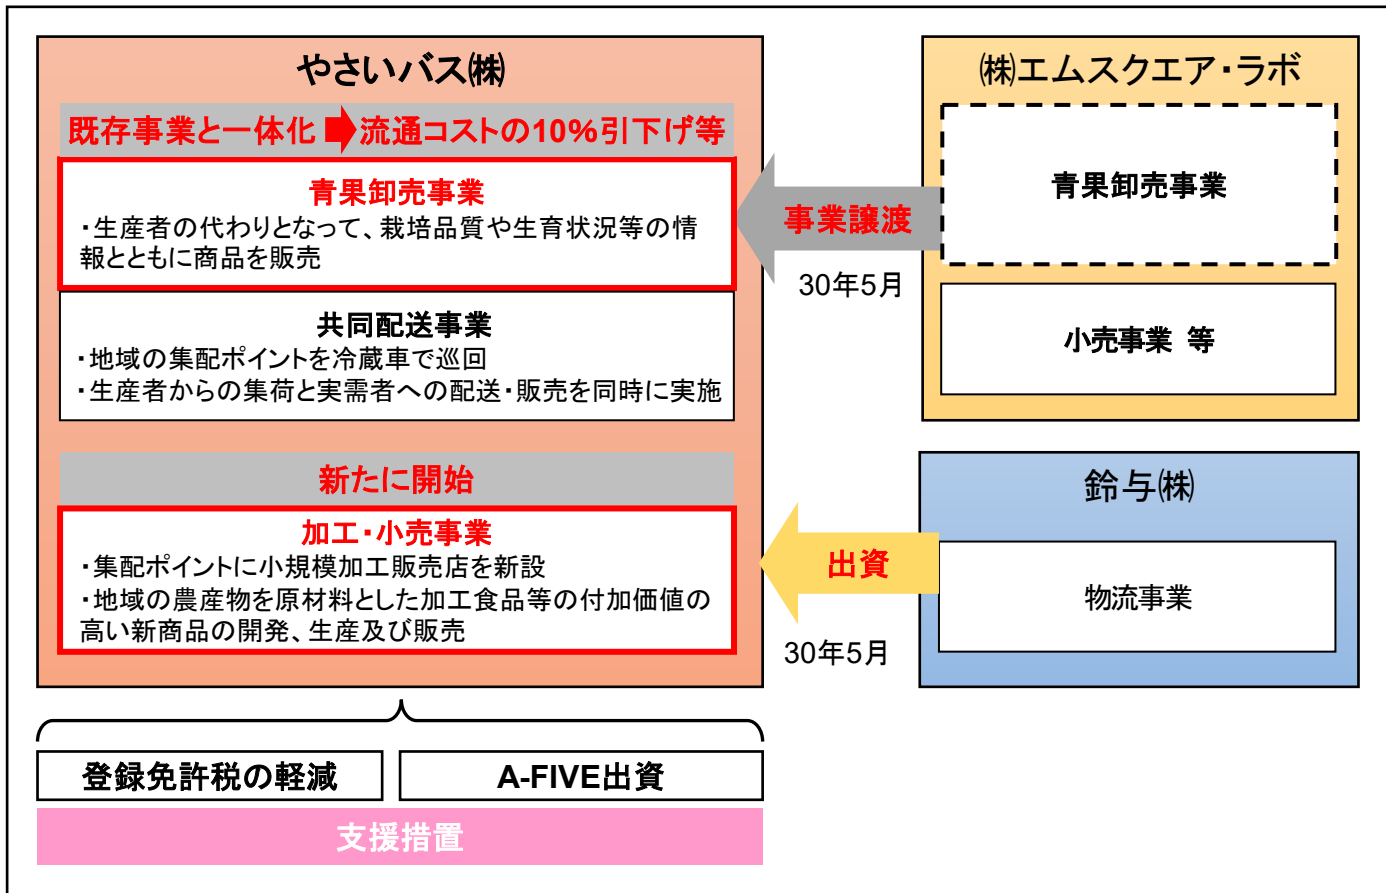 やさいバス㈱
既存事業と一体化 流通コストの10%引下げ等
青果卸売事業
・生産者の代わりとなって、栽培品質や生育状況等の情
報とともに商品を販売
共同配送事業
・地域の集配ポイントを冷蔵車で巡回
・生産者からの集荷と実需者への配送・販売を同時に実施
新たに開始
加工・小売事業
・集配ポイントに小規模加工販売店を新設
・地域の農産物を原材料とした加工食品等の付加価値の
高い新商品の開発、生産及び販売
事業譲渡
30年5月
出資
30年5月
㈱エムスクエア・ラボ
青果卸売事業
小売事業 等
鈴与㈱
物流事業
登録免許税の軽減
A-FIVE出資
支援措置